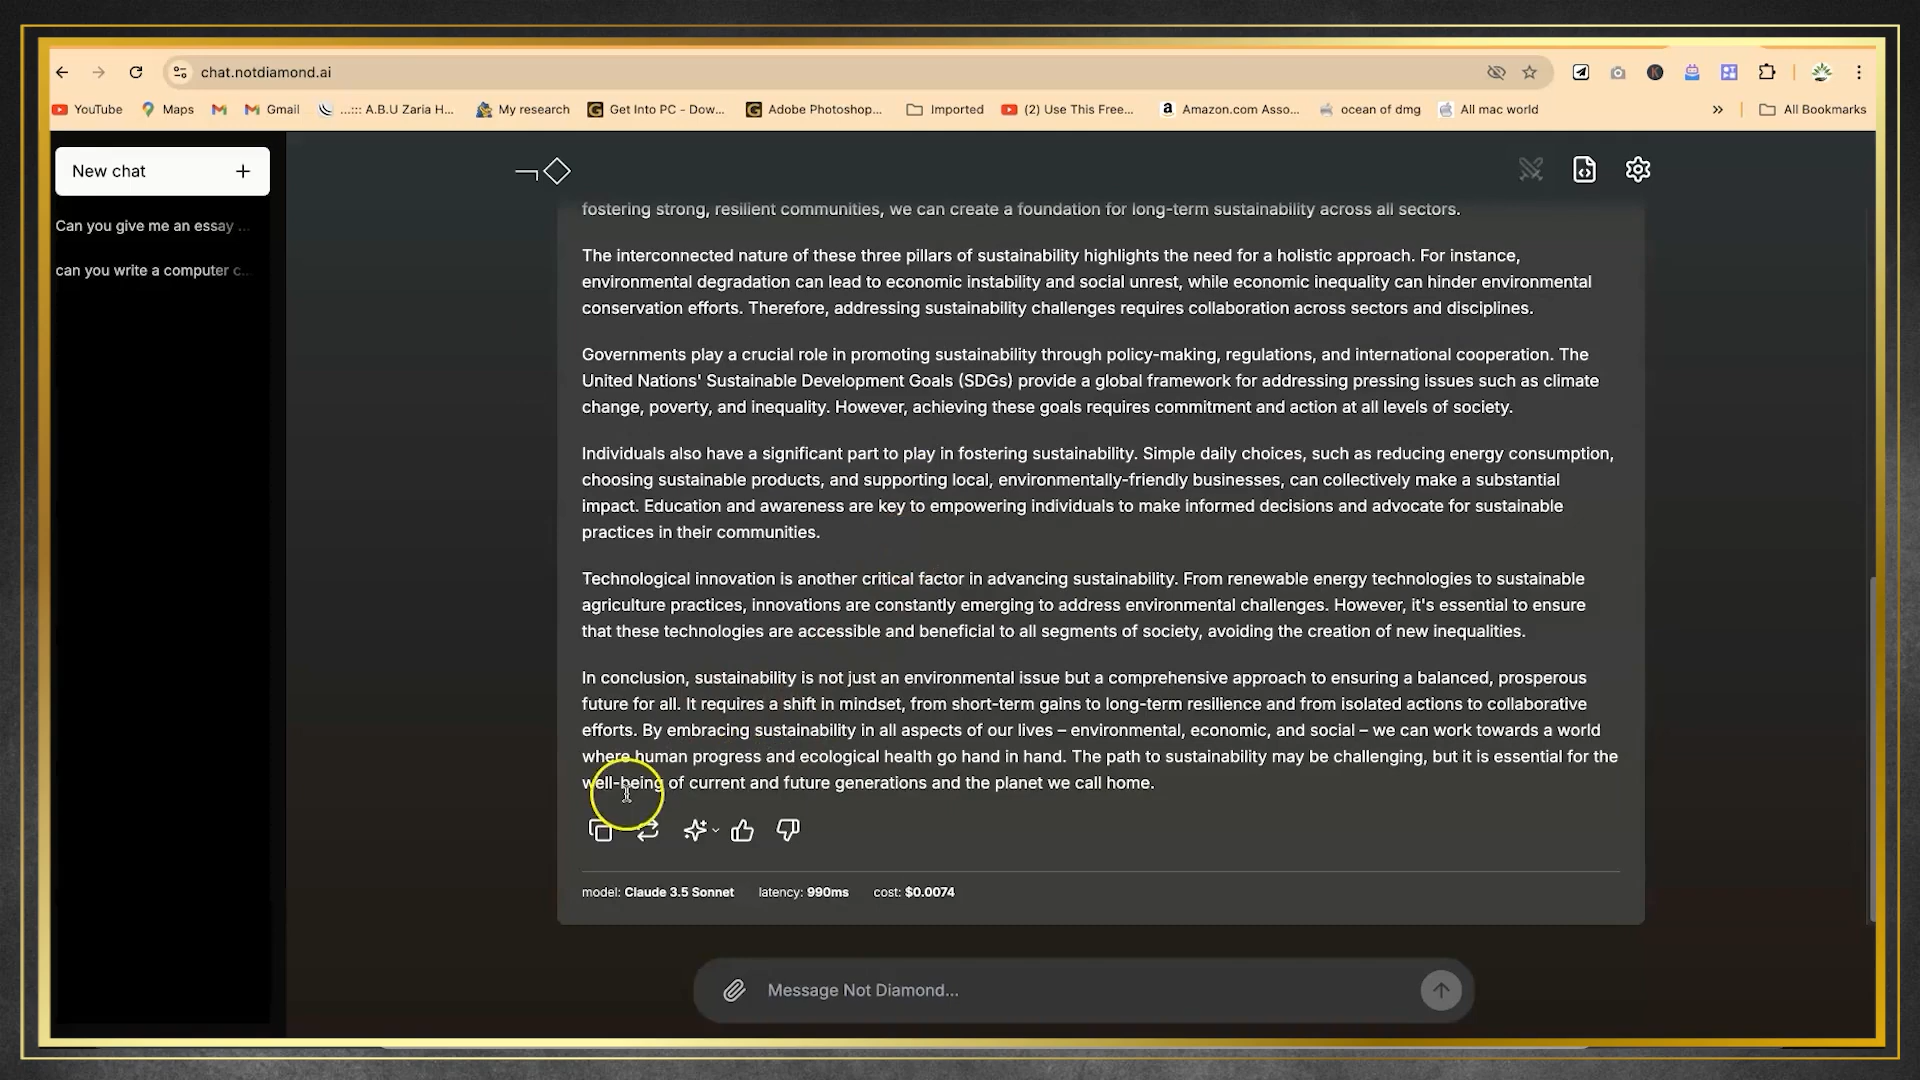 chat.notdiamond.ai
YouTube
Maps
Gmail
...::: A.B.U Zaria H...
My research
Get Into PC - Dow...
Adobe Photoshop...
Imported
(2) Use This Free...
Amazon.com Asso...
ocean of dmg
All mac world
»
All Bookmarks
New chat +
Can you give me an essay ...
can you write a computer c...
fostering strong, resilient communities, we can create a foundation for long-term sustainability across all sectors.
The interconnected nature of these three pillars of sustainability highlights the need for a holistic approach. For instance,
environmental degradation can lead to economic instability and social unrest, while economic inequality can hinder environmental
conservation efforts. Therefore, addressing sustainability challenges requires collaboration across sectors and disciplines.
Governments play a crucial role in promoting sustainability through policy-making, regulations, and international cooperation. The
United Nations' Sustainable Development Goals (SDGs) provide a global framework for addressing pressing issues such as climate
change, poverty, and inequality. However, achieving these goals requires commitment and action at all levels of society.
Individuals also have a significant part to play in fostering sustainability. Simple daily choices, such as reducing energy consumption,
choosing sustainable products, and supporting local, environmentally-friendly businesses, can collectively make a substantial
impact. Education and awareness are key to empowering individuals to make informed decisions and advocate for sustainable
practices in their communities.
Technological innovation is another critical factor in advancing sustainability. From renewable energy technologies to sustainable
agriculture practices, innovations are constantly emerging to address environmental challenges. However, it's essential to ensure
that these technologies are accessible and beneficial to all segments of society, avoiding the creation of new inequalities.
In conclusion, sustainability is not just an environmental issue but a comprehensive approach to ensuring a balanced, prosperous
future for all. It requires a shift in mindset, from short-term gains to long-term resilience and from isolated actions to collaborative
efforts. By embracing sustainability in all aspects of our lives – environmental, economic, and social – we can work towards a world
where human progress and ecological health go hand in hand. The path to sustainability may be challenging, but it is essential for the
well-being of current and future generations and the planet we call home.
model: Claude 3.5 Sonnet latency: 990ms cost: $0.0074
Message Not Diamond...